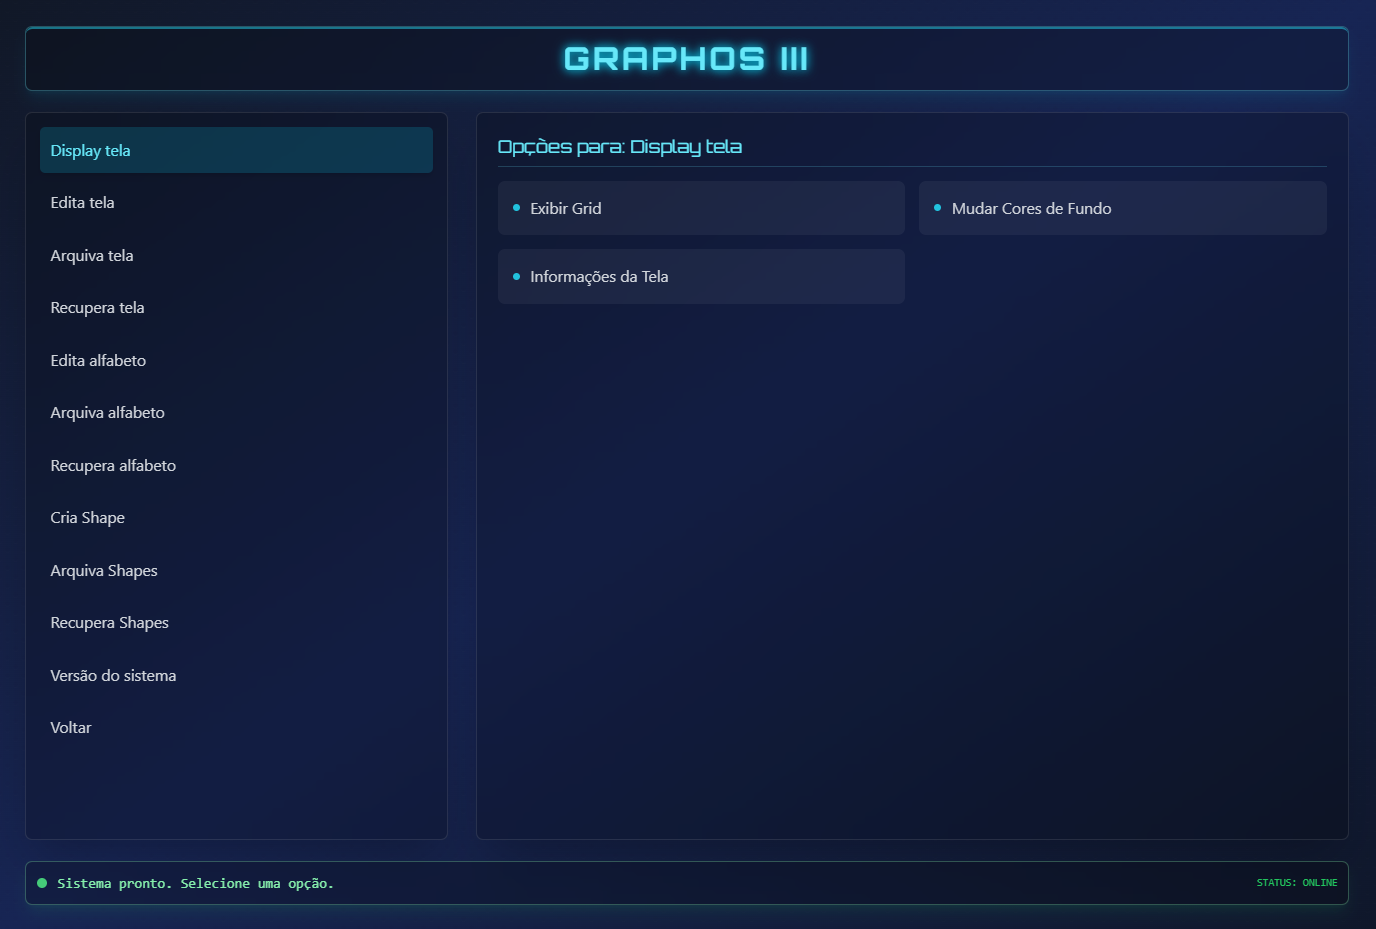 GRAPHOS III
Display tela
Edita tela
Arquiva tela
Recupera tela
Edita alfabeto
Arquiva alfabeto
Recupera alfabeto
Cria Shape
Arquiva Shapes
Recupera Shapes
Versão do sistema
Voltar
Opções para: Display tela
Exibir Grid
Mudar Cores de Fundo
Informações da Tela
Sistema pronto. Selecione uma opção.
STATUS: ONLINE